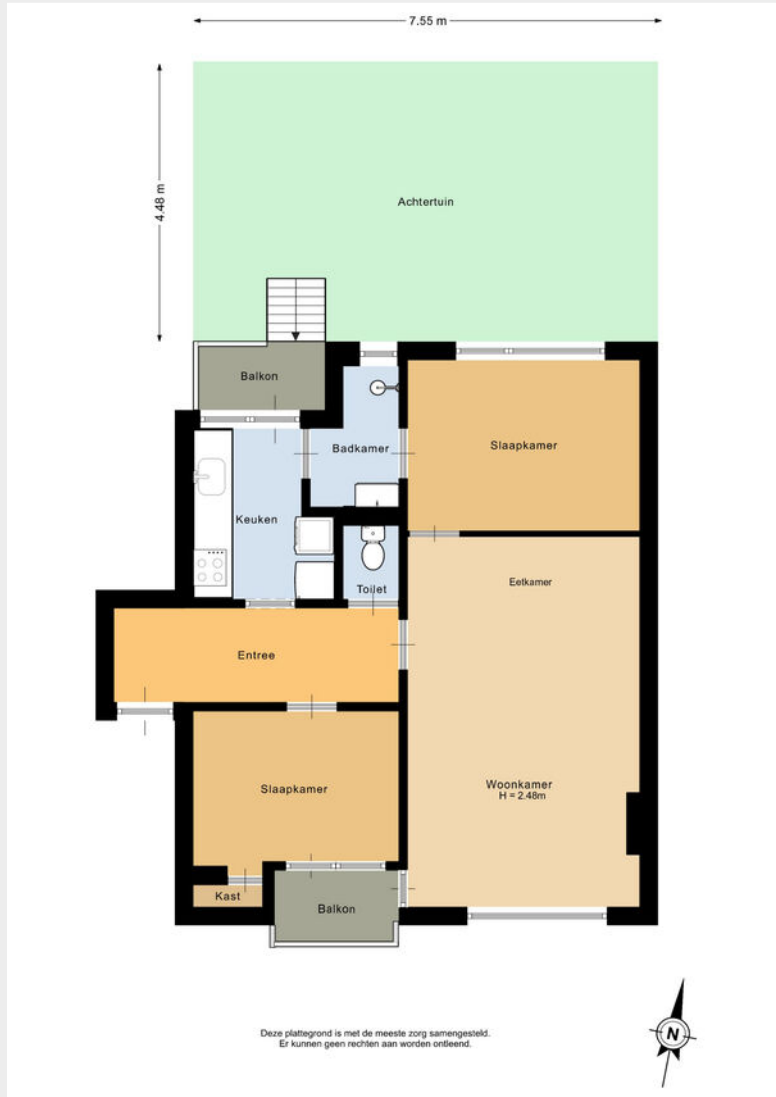 7.55 m
4.48 m
Achtertuin
Balkon
Badkamer
Slaapkamer
Keuken
Toilet
Eetkamer
Entree
Woonkamer
H = 2.48m
Slaapkamer
Kast
Balkon
Deze plattegrond is met de meeste zorg samengesteld.
Er kunnen geen rechten aan worden ontleend.
N